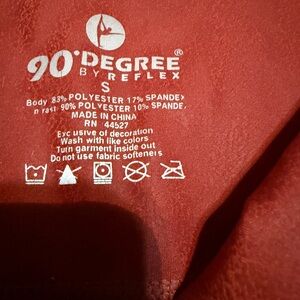 90°DEGREE®
BY REFLEX
S
Body 83% POLYESTER 17% SPANDEX
n rast 90% POLYESTER 10% SPANDE
MADE IN CHINA
RN 44527
Exc usive of decoration
Wash with like colors
Turn garment inside out
Do not use fabric softeners